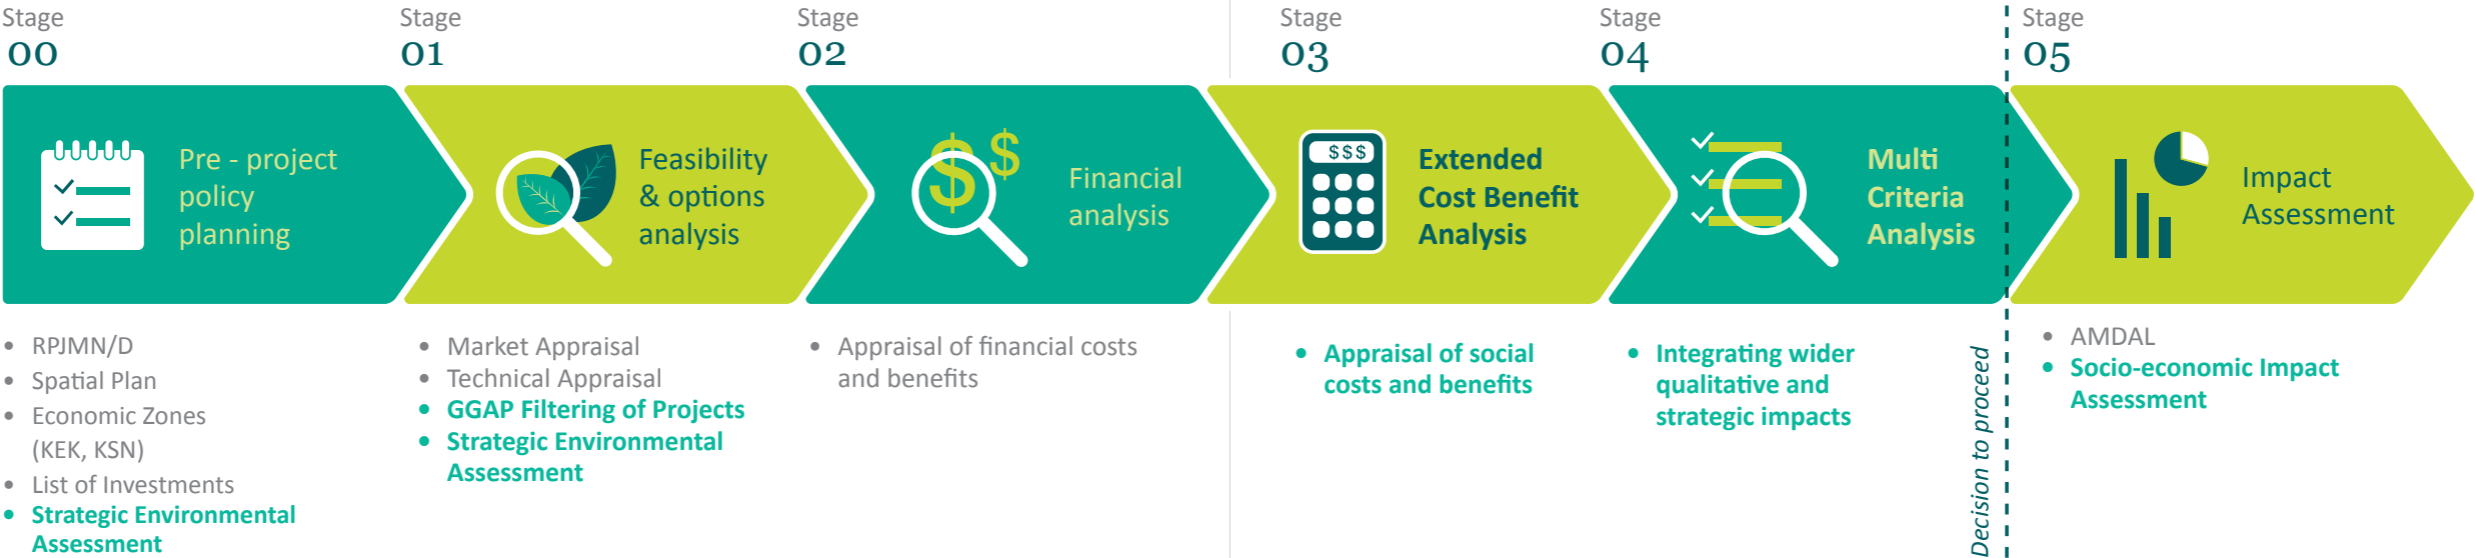 Stage
00
Stage
01
Stage
02
Stage
03
Stage
04
Stage
05
Pre - project
policy
planning
Feasibility
& options
analysis
$
$
Financial
analysis
$$$
Extended
Cost Benefit
Analysis
Multi
Criteria
Analysis
Impact
Assessment
• RPJMN/D
• Spatial Plan
• Economic Zones
(KEK, KSN)
• List of Investments
• Strategic Environmental
Assessment
• Market Appraisal
• Technical Appraisal
• GGAP Filtering of Projects
• Strategic Environmental
Assessment
• Appraisal of financial costs
and benefits
• Appraisal of social
costs and benefits
• Integrating wider
qualitative and
strategic impacts
Decision to proceed
• AMDAL
• Socio-economic Impact
Assessment